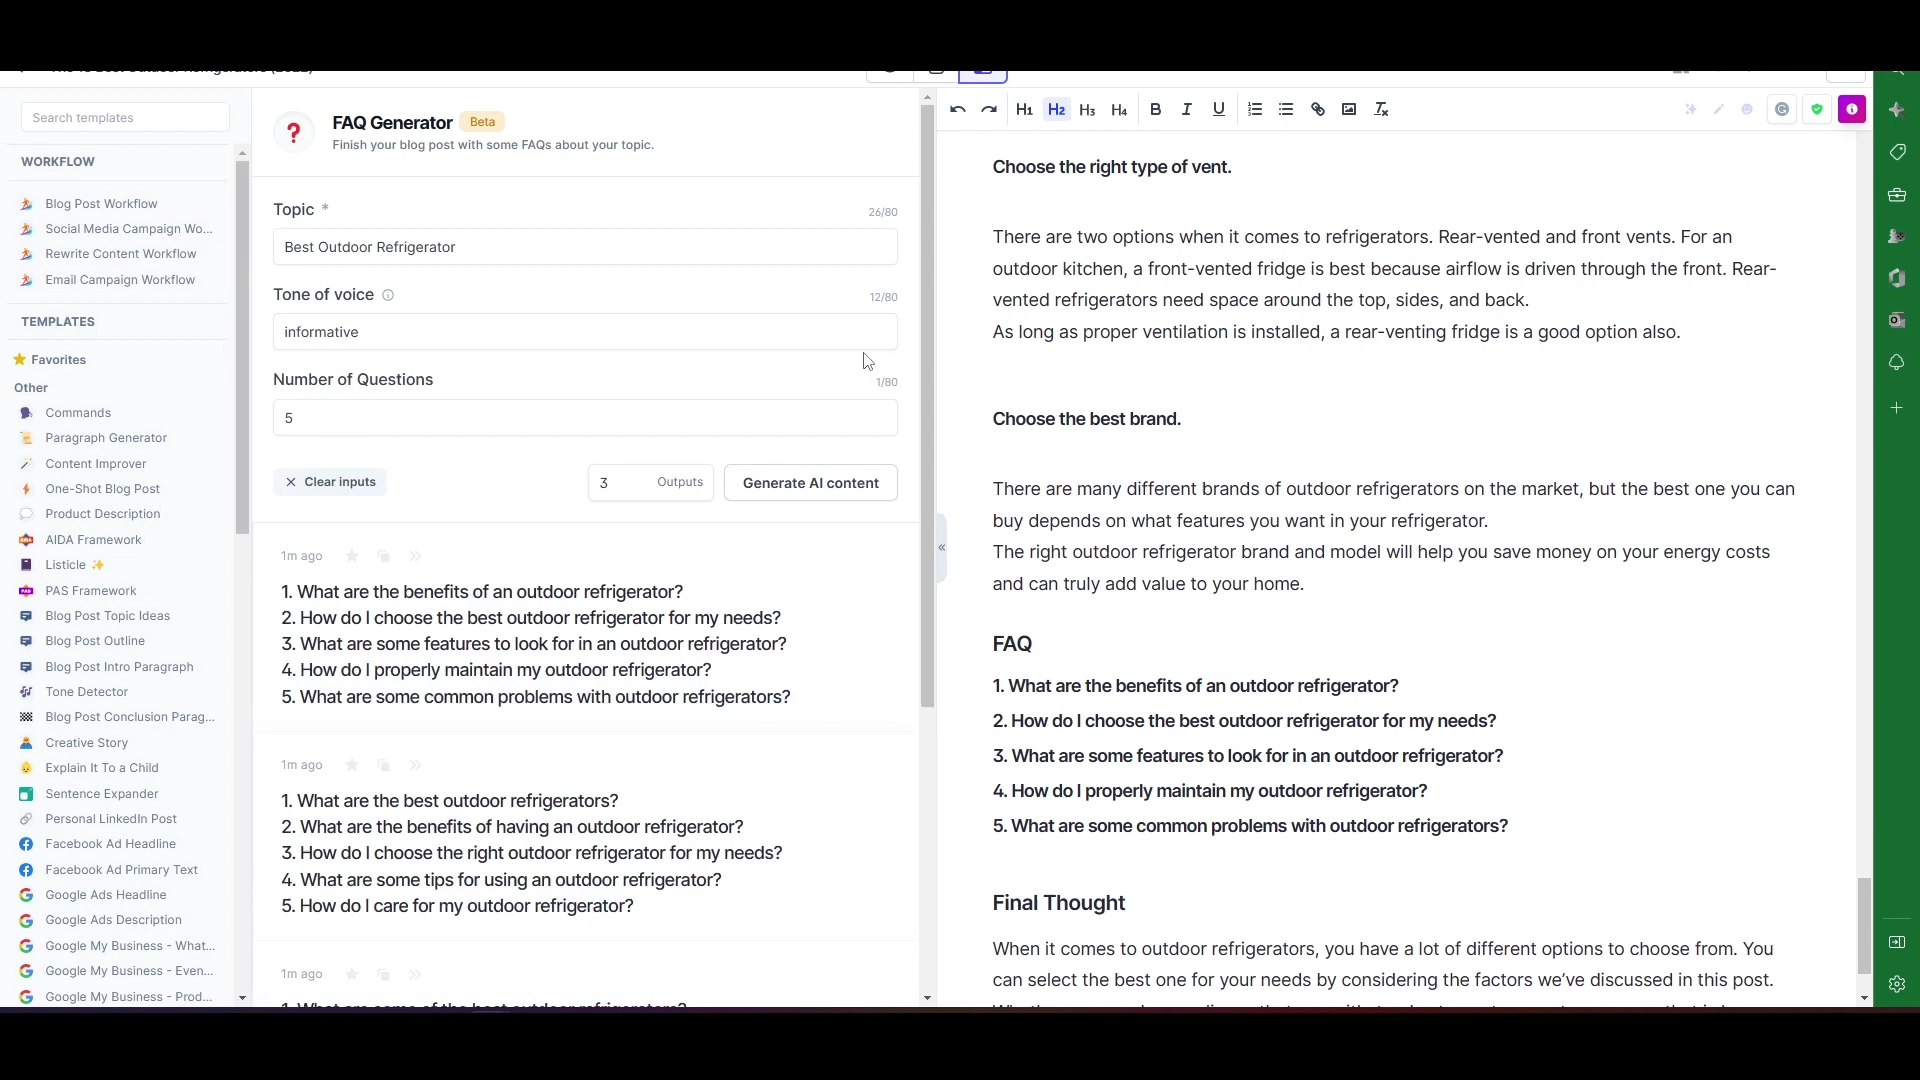 Search templates
WORKFLOW
Blog Post Workflow
Social Media Campaign Wo...
Rewrite Content Workflow
Email Campaign Workflow
TEMPLATES
Favorites
Other
Commands
Paragraph Generator
Content Improver
One-Shot Blog Post
Product Description
AIDA Framework
Listicle ✨
PAS Framework
Blog Post Topic Ideas
Blog Post Outline
Blog Post Intro Paragraph
Tone Detector
Blog Post Conclusion Parag...
Creative Story
Explain It To a Child
Sentence Expander
Personal LinkedIn Post
Facebook Ad Headline
Facebook Ad Primary Text
Google Ads Headline
Google Ads Description
Google My Business - What...
Google My Business - Even...
Google My Business - Prod...
FAQ Generator Beta
Finish your blog post with some FAQs about your topic.
Topic * 26/80
Best Outdoor Refrigerator
Tone of voice 12/80
informative
Number of Questions 1/80
5
Clear inputs 3 Outputs Generate AI content
1m ago
1. What are the benefits of an outdoor refrigerator?
2. How do I choose the best outdoor refrigerator for my needs?
3. What are some features to look for in an outdoor refrigerator?
4. How do I properly maintain my outdoor refrigerator?
5. What are some common problems with outdoor refrigerators?
1m ago
1. What are the best outdoor refrigerators?
2. What are the benefits of having an outdoor refrigerator?
3. How do I choose the right outdoor refrigerator for my needs?
4. What are some tips for using an outdoor refrigerator?
5. How do I care for my outdoor refrigerator?
1m ago
1. What are some of the best outdoor refrigerators?
H1 H2 H3 H4 B I U
Choose the right type of vent.
There are two options when it comes to refrigerators. Rear-vented and front vents. For an
outdoor kitchen, a front-vented fridge is best because airflow is driven through the front. Rear-
vented refrigerators need space around the top, sides, and back.
As long as proper ventilation is installed, a rear-venting fridge is a good option also.
Choose the best brand.
There are many different brands of outdoor refrigerators on the market, but the best one you can
buy depends on what features you want in your refrigerator.
The right outdoor refrigerator brand and model will help you save money on your energy costs
and can truly add value to your home.
FAQ
1. What are the benefits of an outdoor refrigerator?
2. How do I choose the best outdoor refrigerator for my needs?
3. What are some features to look for in an outdoor refrigerator?
4. How do I properly maintain my outdoor refrigerator?
5. What are some common problems with outdoor refrigerators?
Final Thought
When it comes to outdoor refrigerators, you have a lot of different options to choose from. You
can select the best one for your needs by considering the factors we've discussed in this post.